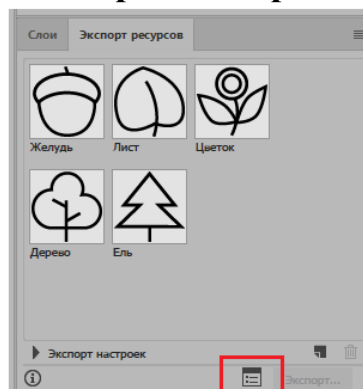 Слои Экспорт ресурсов
Желудь Лист Цветок
Дерево Ель
Экспорт настроек
Экспорт...